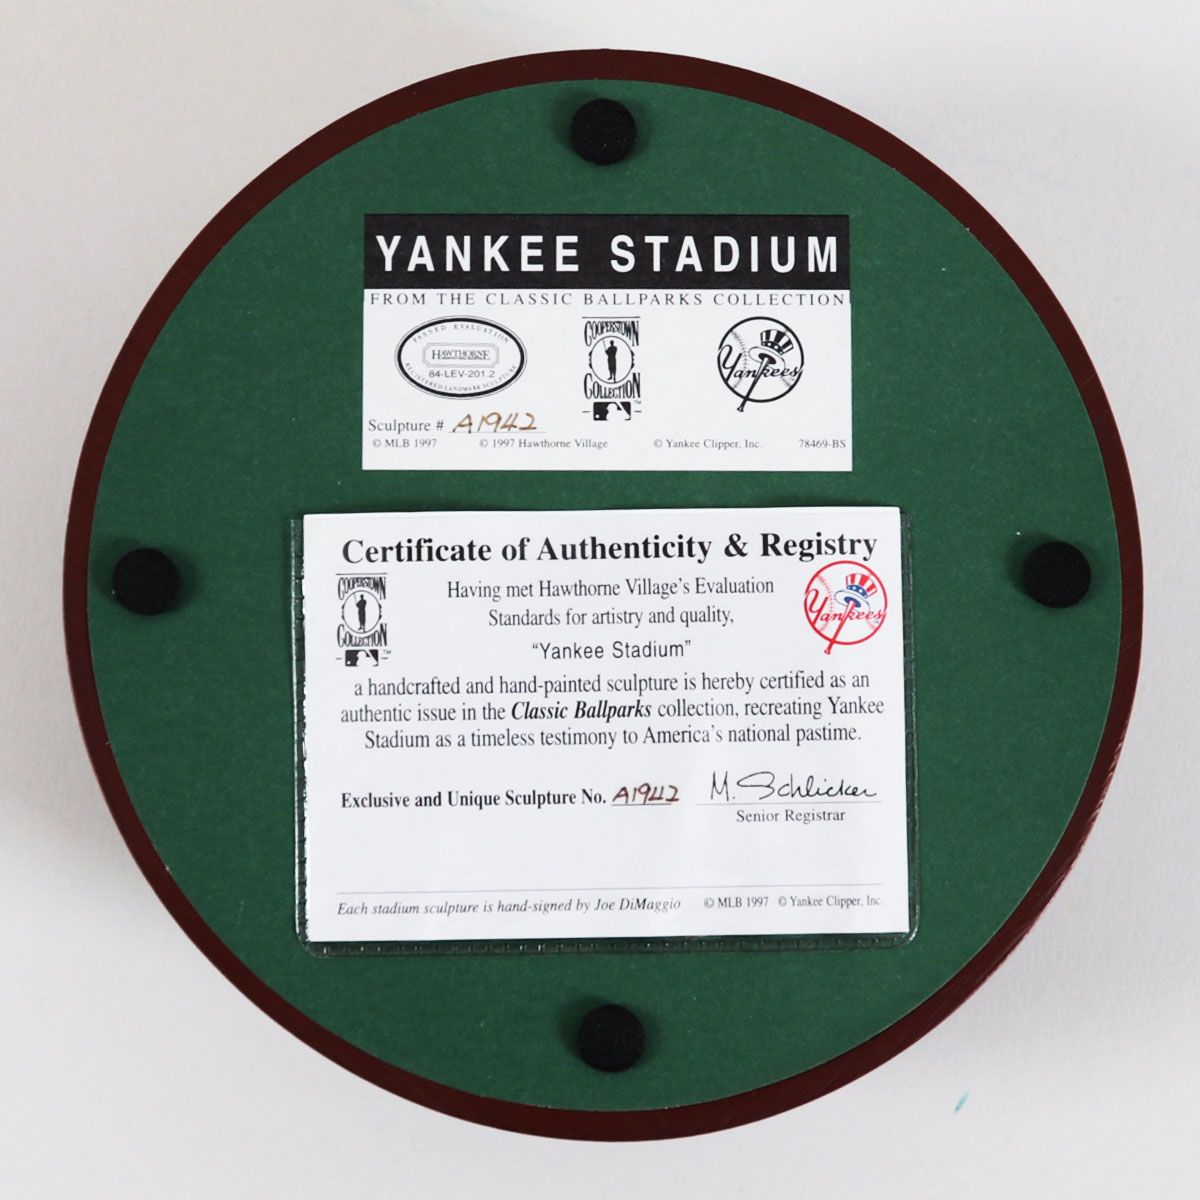 YANKEE STADIUM
FROM THE CLASSIC BALLPARKS COLLECTION
PASSED EVALUATION
HAWTHORNE
84-LEV-201.2
REGISTERED LANDMARK SCULPTURE
COOPERSTOWN
COLLECTION
TM
Yankees
Sculpture # A1942
© MLB 1997 © 1997 Hawthorne Village © Yankee Clipper, Inc. 78469-BS
Certificate of Authenticity & Registry
COOPERSTOWN
COLLECTION
TM
Having met Hawthorne Village's Evaluation
Standards for artistry and quality,
"Yankee Stadium"
Yankees
a handcrafted and hand-painted sculpture is hereby certified as an
authentic issue in the Classic Ballparks collection, recreating Yankee
Stadium as a timeless testimony to America's national pastime.
Exclusive and Unique Sculpture No. A1942 M. Schlicker
Senior Registrar
Each stadium sculpture is hand-signed by Joe DiMaggio © MLB 1997 © Yankee Clipper, Inc.